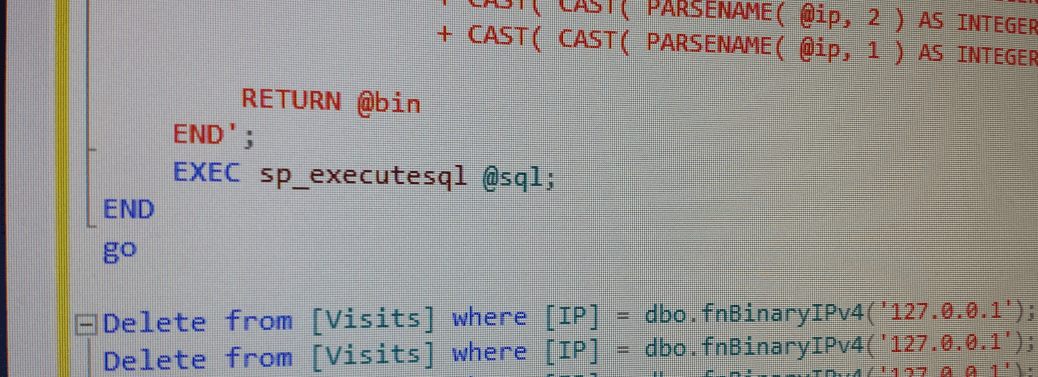 + CAST( CAST( PARSENAME( @ip, 2 ) AS INTEGER
+ CAST( CAST( PARSENAME( @ip, 1 ) AS INTEGER
RETURN @bin
END';
EXEC sp_executesql @sql;
END
go
Delete from [Visits] where [IP] = dbo.fnBinaryIPv4('127.0.0.1');
Delete from [Visits] where [IP] = dbo.fnBinaryIPv4('127.0.0.1');